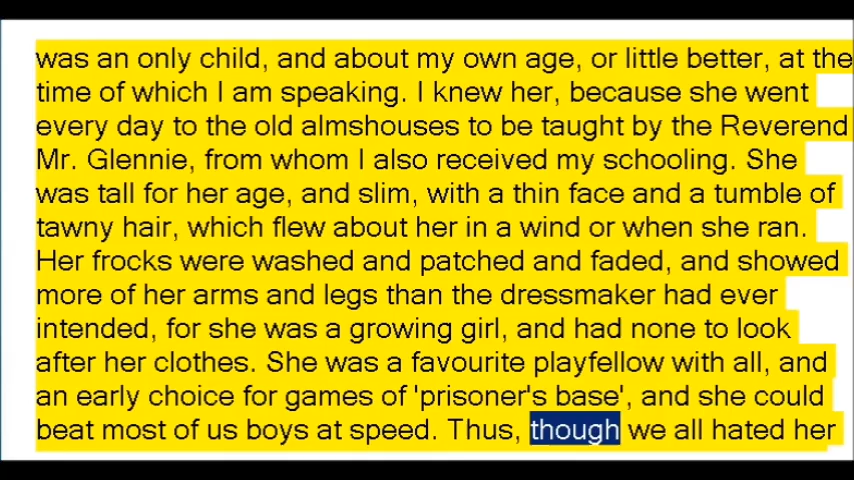 was an only child, and about my own age, or little better, at the
time of which I am speaking. I knew her, because she went
every day to the old almshouses to be taught by the Reverend
Mr. Glennie, from whom I also received my schooling. She
was tall for her age, and slim, with a thin face and a tumble of
tawny hair, which flew about her in a wind or when she ran.
Her frocks were washed and patched and faded, and showed
more of her arms and legs than the dressmaker had ever
intended, for she was a growing girl, and had none to look
after her clothes. She was a favourite playfellow with all, and
an early choice for games of 'prisoner's base', and she could
beat most of us boys at speed. Thus, though we all hated her